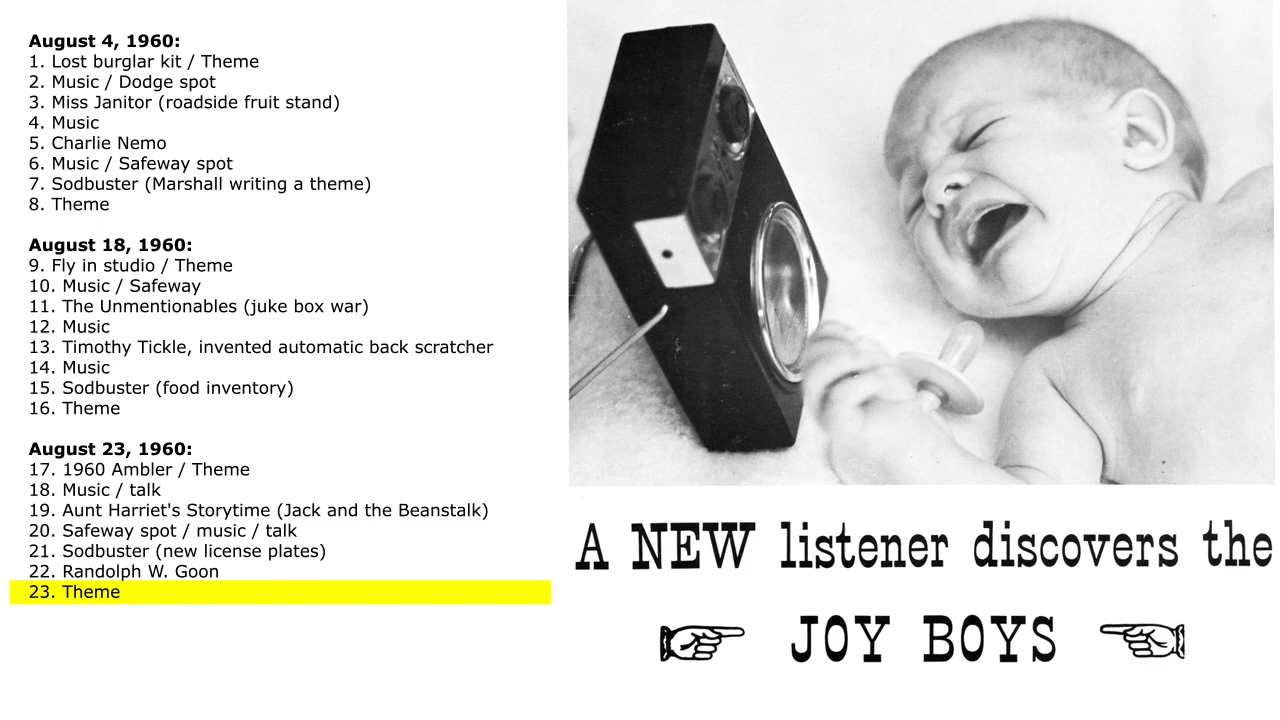 August 4, 1960:
1. Lost burglar kit / Theme
2. Music / Dodge spot
3. Miss Janitor (roadside fruit stand)
4. Music
5. Charlie Nemo
6. Music / Safeway spot
7. Sodbuster (Marshall writing a theme)
8. Theme
August 18, 1960:
9. Fly in studio / Theme
10. Music / Safeway
11. The Unmentionables (juke box war)
12. Music
13. Timothy Tickle, invented automatic back scratcher
14. Music
15. Sodbuster (food inventory)
16. Theme
August 23, 1960:
17. 1960 Ambler / Theme
18. Music / talk
19. Aunt Harriet's Storytime (Jack and the Beanstalk)
20. Safeway spot / music / talk
21. Sodbuster (new license plates)
22. Randolph W. Goon
23. Theme
A NEW listener discovers the
JOY BOYS